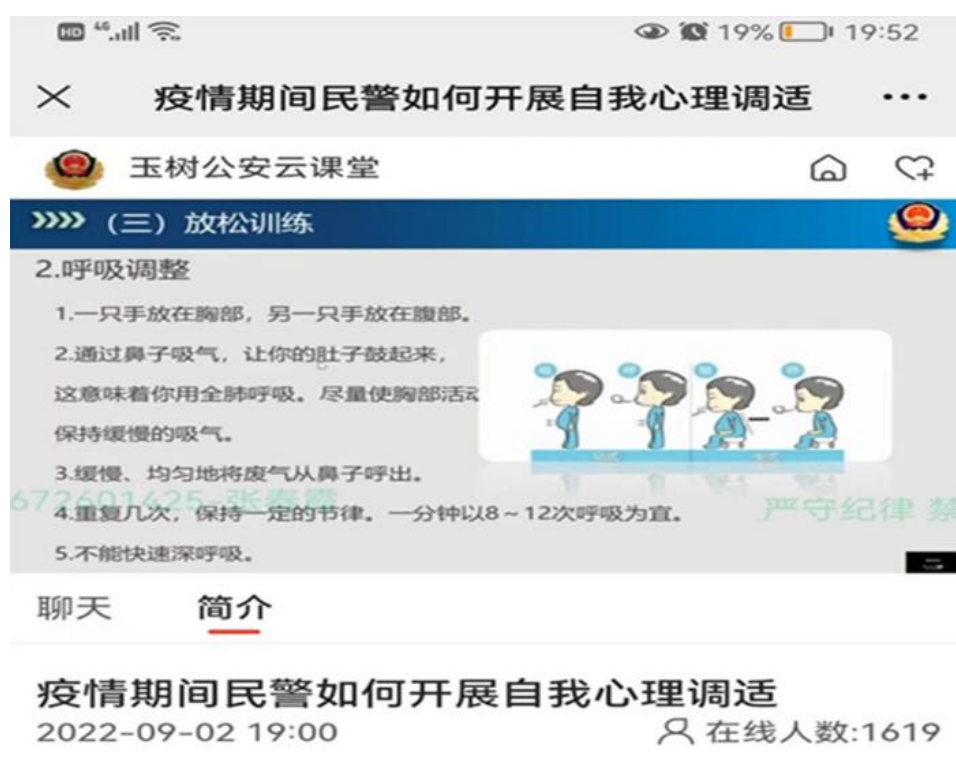 HD 4G 19% 19:52
疫情期间民警如何开展自我心理调适
玉树公安云课堂
(三) 放松训练
2.呼吸调整
1.一只手放在胸部，另一只手放在腹部。
2.通过鼻子吸气，让你的肚子鼓起来，
这意味着你用全肺呼吸。尽量使胸部活动
保持缓慢的吸气。
3.缓慢、均匀地将废气从鼻子呼出。
672601425-张春露
4.重复几次，保持一定的节律。一分钟以8~12次呼吸为宜。
严守纪律 禁
5.不能快速深呼吸。
聊天 简介
疫情期间民警如何开展自我心理调适
2022-09-02 19:00 在线人数:1619